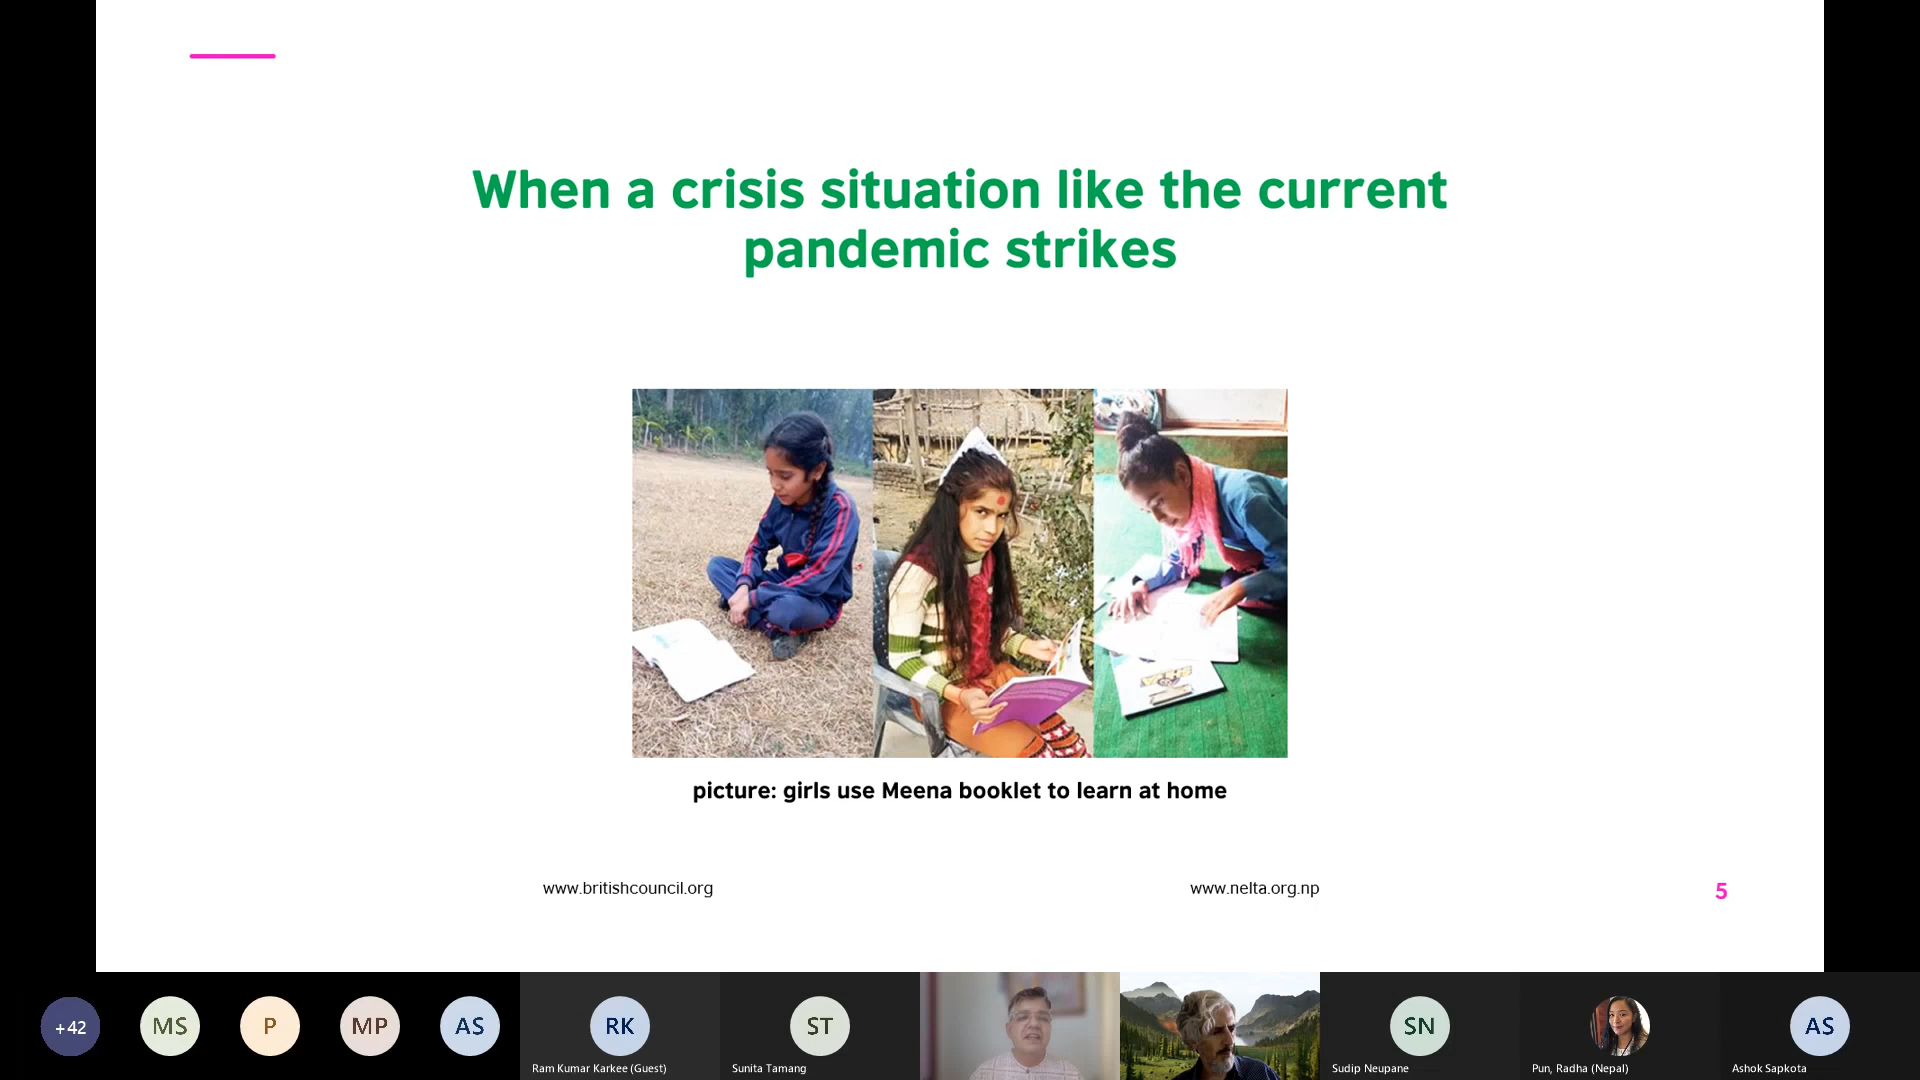 When a crisis situation like the current
pandemic strikes
picture: girls use Meena booklet to learn at home
www.britishcouncil.org
www.nelta.org.np
5
+42
MS
P
MP
AS
RK
Ram Kumar Karkee (Guest)
ST
Sunita Tamang
SN
Sudip Neupane
Pun, Radha (Nepal)
AS
Ashok Sapkota